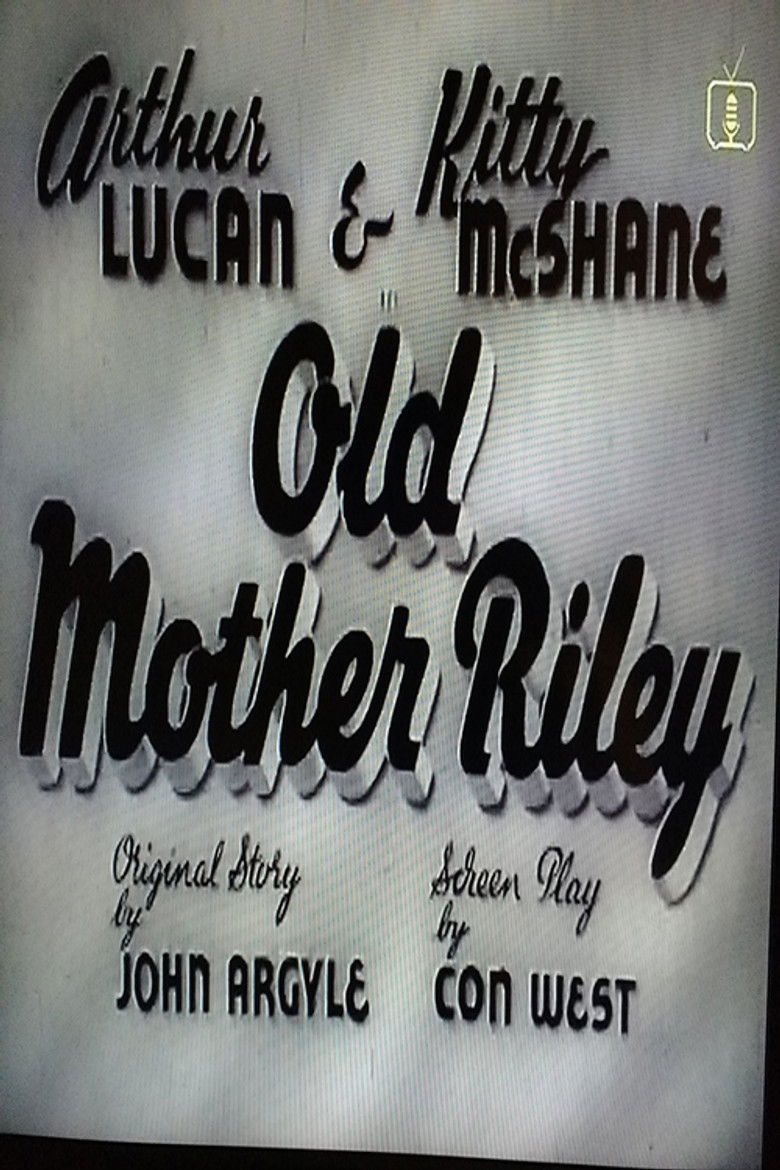 Arthur LUCAN & Kitty McSHANE
in
Old
Mother Riley
Original Story by JOHN ARGYLE
Screen Play by CON WEST